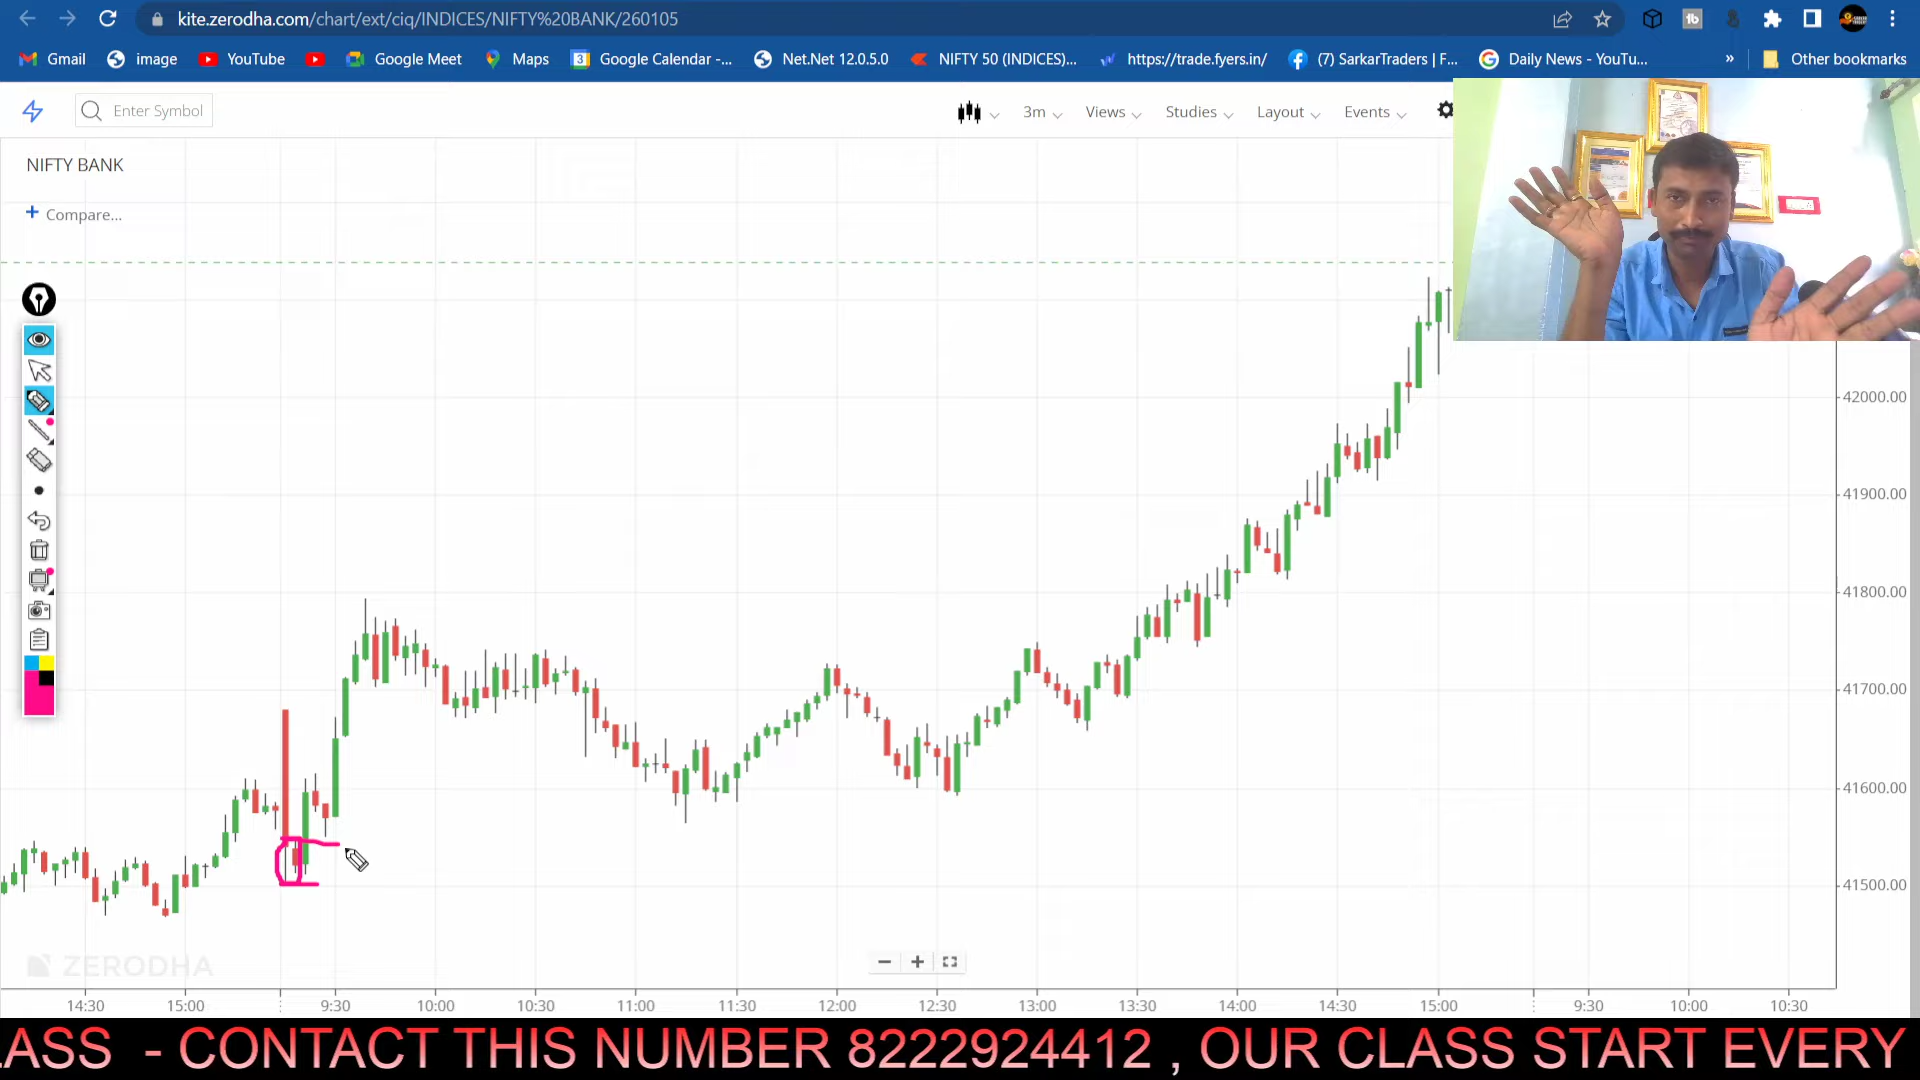 kite.zerodha.com/chart/ext/ciq/INDICES/NIFTY%20BANK/260105
Gmail image YouTube Google Meet Maps Google Calendar -... Net.Net 12.0.5.0 NIFTY 50 (INDICES)... https://trade.fyers.in/ (7) SarkarTraders | F... Daily News - YouTu... » Other bookmarks
Enter Symbol 3m Views Studies Layout Events
NIFTY BANK
+ Compare...
42000.00
41900.00
41800.00
41700.00
41600.00
41500.00
ZERODHA
14:30 15:00 9:30 10:00 10:30 11:00 11:30 12:00 12:30 13:00 13:30 14:00 14:30 15:00 9:30 10:00 10:30
LASS - CONTACT THIS NUMBER 8222924412 , OUR CLASS START EVERY